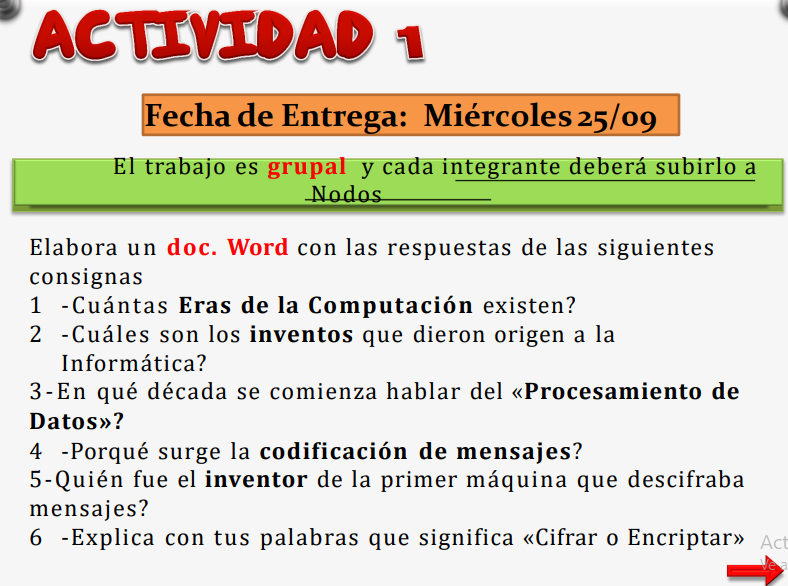 ACTIVIDAD 1
Fecha de Entrega: Miércoles 25/09
El trabajo es grupal y cada integrante deberá subirlo a
Nodos
Elabora un doc. Word con las respuestas de las siguientes
consignas
1 -Cuántas Eras de la Computación existen?
2 -Cuáles son los inventos que dieron origen a la
Informática?
3-En qué década se comienza hablar del «Procesamiento de
Datos»?
4 -Porqué surge la codificación de mensajes?
5-Quién fue el inventor de la primer máquina que descifraba
mensajes?
6 -Explica con tus palabras que significa «Cifrar o Encriptar»
Act